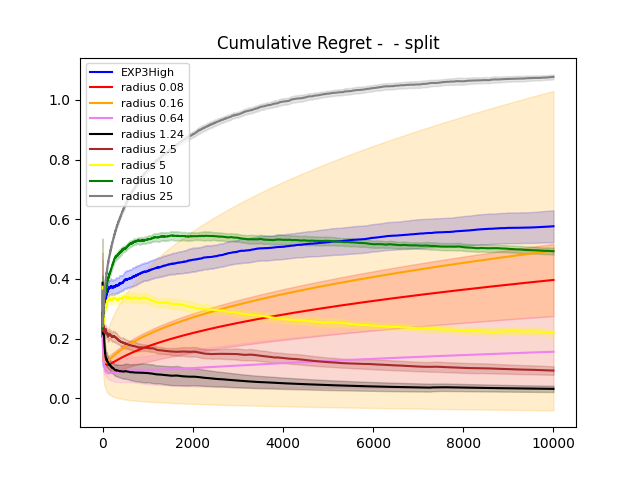 Cumulative Regret -  - split
EXP3High
radius 0.08
radius 0.16
radius 0.64
radius 1.24
radius 2.5
radius 5
radius 10
radius 25
1.0
0.8
0.6
0.4
0.2
0.0
0 2000 4000 6000 8000 10000